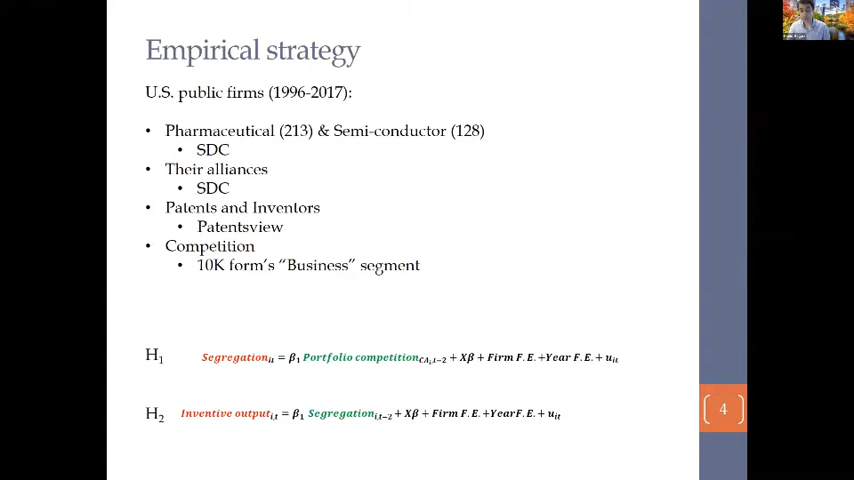 Empirical strategy
U.S. public firms (1996-2017):
• Pharmaceutical (213) & Semi-conductor (128)
• SDC
• Their alliances
• SDC
• Patents and Inventors
• Patentsview
• Competition
• 10K form's “Business” segment
H1 Segregation_it = β1 Portfolio competition_CAi,t−2 + Xβ + Firm F.E. +Year F.E. + u_it
H2 Inventive output_i,t = β1 Segregation_i,t−2 + Xβ + Firm F.E. +YearF.E. + u_it
4